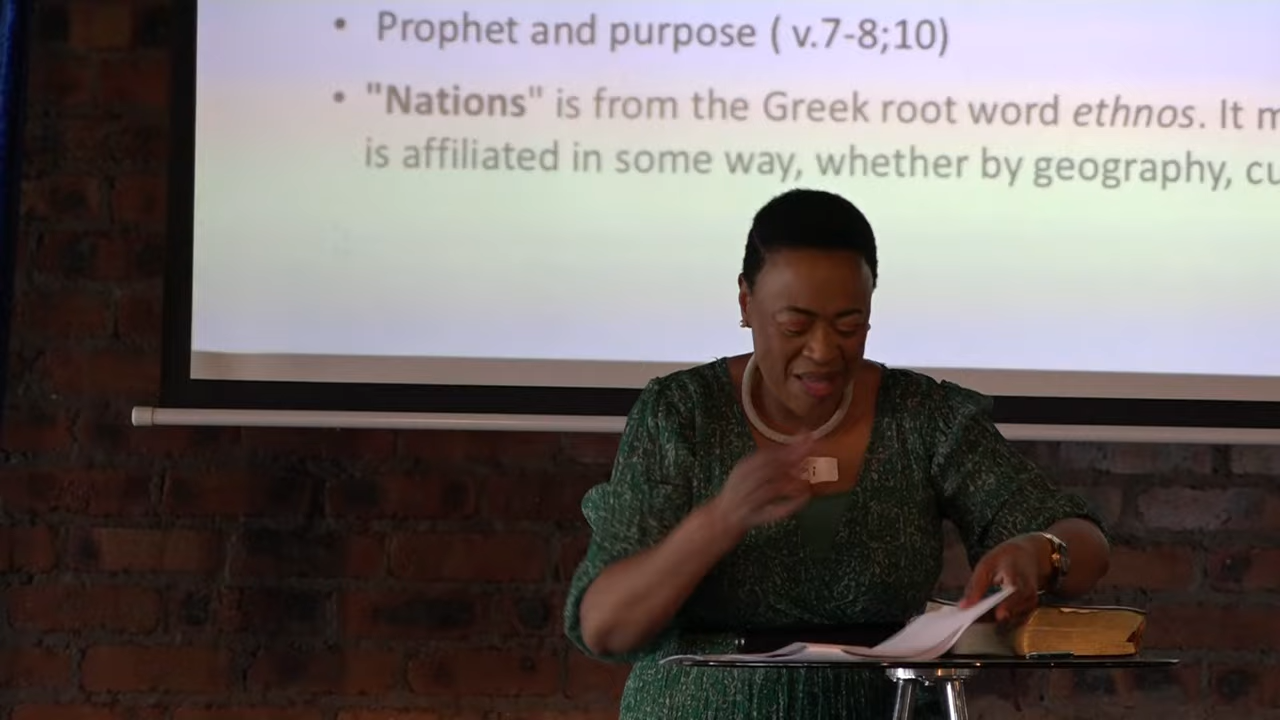 • Prophet and purpose ( v.7-8;10)
• "Nations" is from the Greek root word ethnos. It
is affiliated in some way, whether by geography,